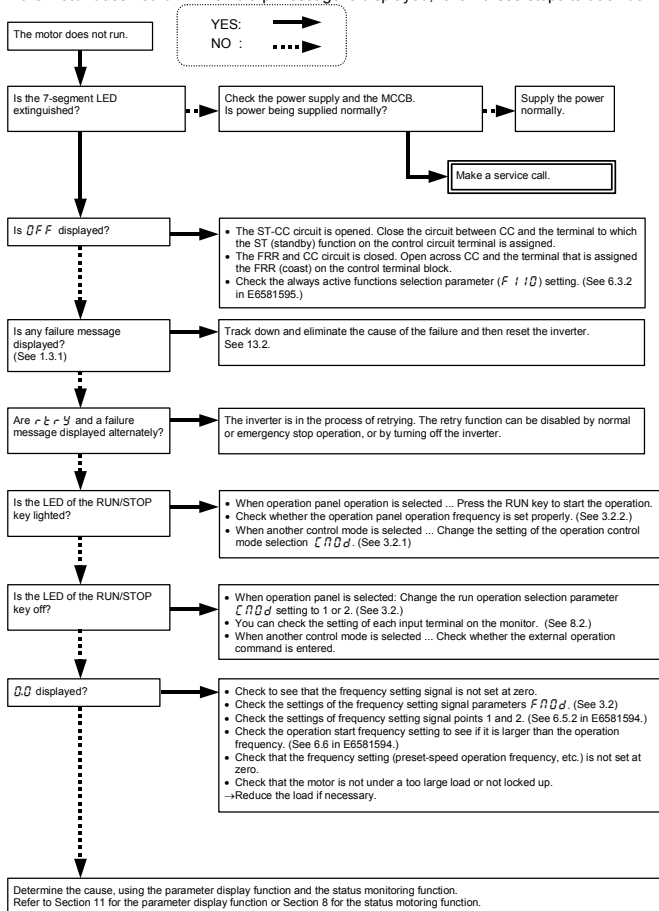 YES:
NO :
The motor does not run.
Is the 7-segment LED
extinguished?
Check the power supply and the MCCB.
Is power being supplied normally?
Supply the power
normally.
Make a service call.
Is OFF displayed?
• The ST-CC circuit is opened. Close the circuit between CC and the terminal to which
the ST (standby) function on the control circuit terminal is assigned.
• The FRR and CC circuit is closed. Open across CC and the terminal that is assigned
the FRR (coast) on the control terminal block.
• Check the always active functions selection parameter (F110) setting. (See 6.3.2
in E6581595.)
Is any failure message
displayed?
(See 1.3.1)
Track down and eliminate the cause of the failure and then reset the inverter.
See 13.2.
Are rtry and a failure
message displayed alternately?
The inverter is in the process of retrying. The retry function can be disabled by normal
or emergency stop operation, or by turning off the inverter.
Is the LED of the RUN/STOP
key lighted?
• When operation panel operation is selected ... Press the RUN key to start the operation.
• Check whether the operation panel operation frequency is set properly. (See 3.2.2.)
• When another control mode is selected ... Change the setting of the operation control
mode selection CMOd. (See 3.2.1)
Is the LED of the RUN/STOP
key off?
• When operation panel is selected: Change the run operation selection parameter
CMOd setting to 1 or 2. (See 3.2.)
• You can check the setting of each input terminal on the monitor. (See 8.2.)
• When another control mode is selected ... Check whether the external operation
command is entered.
0.0 displayed?
• Check to see that the frequency setting signal is not set at zero.
• Check the settings of the frequency setting signal parameters FMOd. (See 3.2)
• Check the settings of frequency setting signal points 1 and 2. (See 6.5.2 in E6581594.)
• Check the operation start frequency setting to see if it is larger than the operation
frequency. (See 6.6 in E6581594.)
• Check that the frequency setting (preset-speed operation frequency, etc.) is not set at
zero.
• Check that the motor is not under a too large load or not locked up.
→Reduce the load if necessary.
Determine the cause, using the parameter display function and the status monitoring function.
Refer to Section 11 for the parameter display function or Section 8 for the status motoring function.